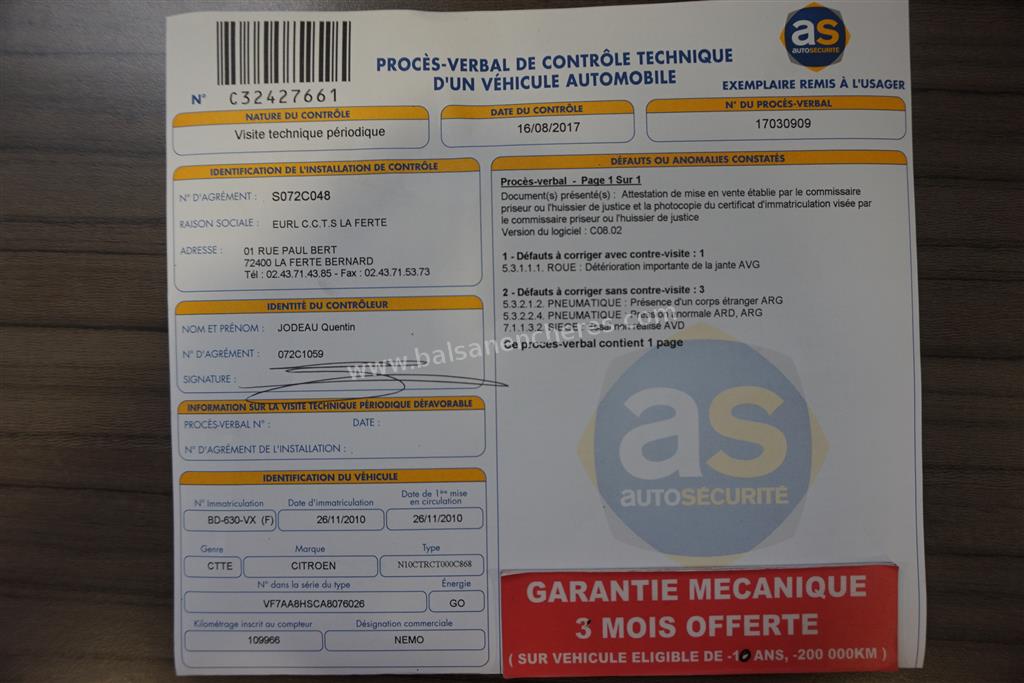 N° C32427661
PROCÈS-VERBAL DE CONTRÔLE TECHNIQUE
D'UN VÉHICULE AUTOMOBILE
as
AUTOSÉCURITÉ
EXEMPLAIRE REMIS À L'USAGER
NATURE DU CONTRÔLE
Visite technique périodique
DATE DU CONTRÔLE
16/08/2017
N° DU PROCÈS-VERBAL
17030909
IDENTIFICATION DE L'INSTALLATION DE CONTRÔLE
N° D'AGRÉMENT : S072C048
RAISON SOCIALE : EURL C.C.T.S LA FERTE
ADRESSE : 01 RUE PAUL BERT
72400 LA FERTE BERNARD
Tél : 02.43.71.43.85 - Fax : 02.43.71.53.73
IDENTITÉ DU CONTRÔLEUR
NOM ET PRÉNOM : JODEAU Quentin
N° D'AGRÉMENT : 072C1059
SIGNATURE :
INFORMATION SUR LA VISITE TECHNIQUE PÉRIODIQUE DÉFAVORABLE
PROCÈS-VERBAL N° : DATE :
N° D'AGRÉMENT DE L'INSTALLATION :
IDENTIFICATION DU VÉHICULE
N° Immatriculation Date d'immatriculation Date de 1ère mise
en circulation
BD-630-VX (F) 26/11/2010 26/11/2010
Genre Marque Type
CTTE CITROEN N10CTRCT000C868
N° dans la série du type Énergie
VF7AA8HSCA8076026 GO
Kilométrage inscrit au compteur Désignation commerciale
109966 NEMO
DÉFAUTS OU ANOMALIES CONSTATÉS
Procès-verbal - Page 1 Sur 1
Document(s) présenté(s) : Attestation de mise en vente établie par le commissaire
priseur ou l'huissier de justice et la photocopie du certificat d'immatriculation visée par
le commissaire priseur ou l'huissier de justice
Version du logiciel : C08.02
1 - Défauts à corriger avec contre-visite : 1
5.3.1.1.1. ROUE : Détérioration importante de la jante AVG
2 - Défauts à corriger sans contre-visite : 3
5.3.2.1.2. PNEUMATIQUE : Présence d'un corps étranger ARG
5.3.2.2.4. PNEUMATIQUE : Pression anormale ARD, ARG
7.1.1.3.2. SIEGE : Essai non réalisé AVD
Ce procès-verbal contient 1 page
www.balsanencheres.com
as
AUTOSÉCURITÉ
GARANTIE MECANIQUE
3 MOIS OFFERTE
( SUR VEHICULE ELIGIBLE DE -10 ANS, -200 000KM )